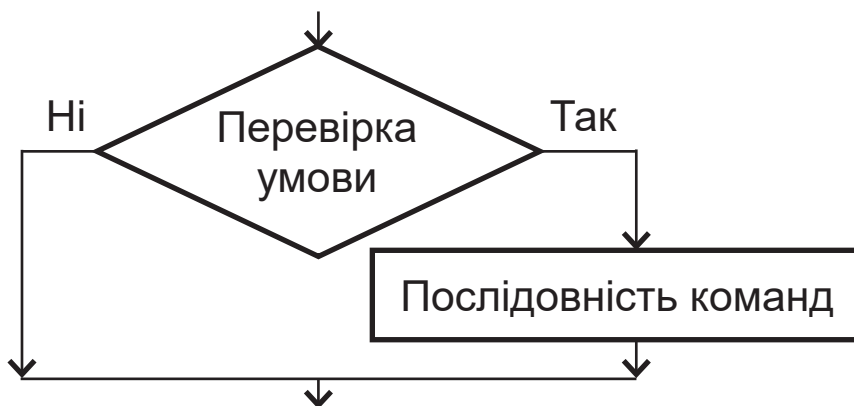 Ні
Так
Перевірка
умови
Послідовність команд